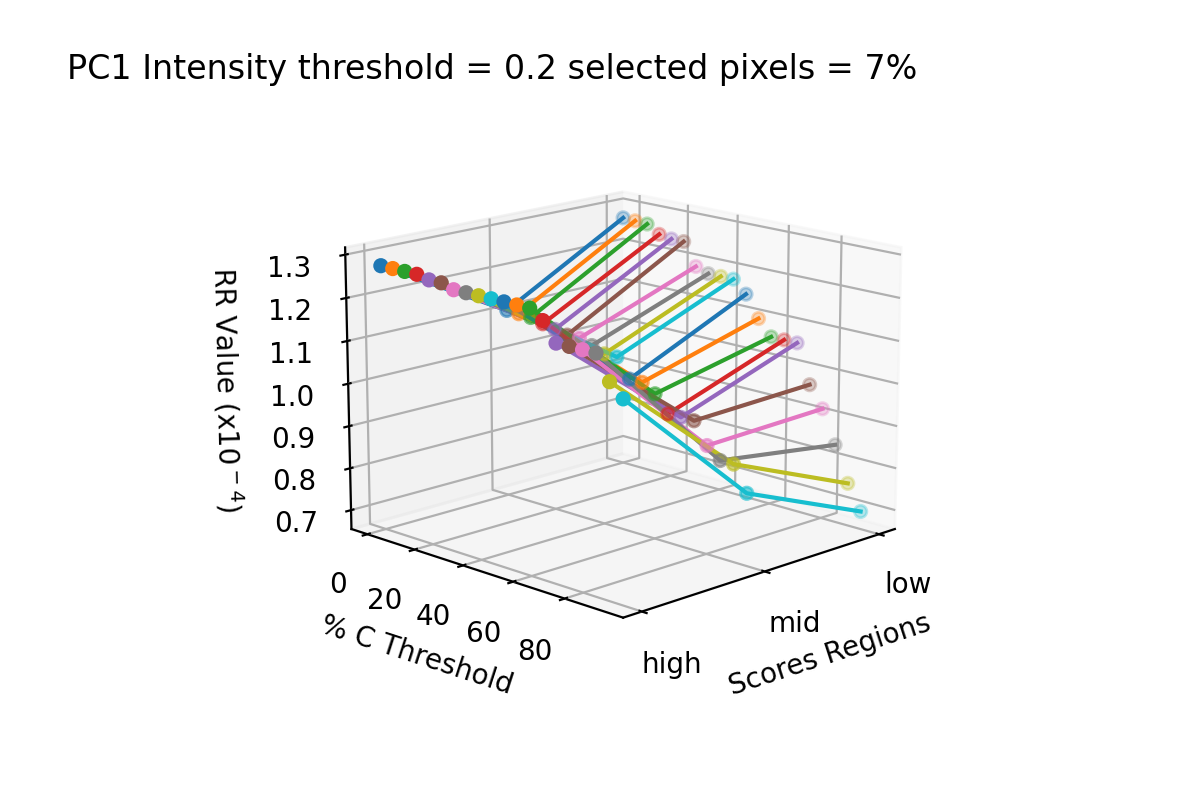 PC1 Intensity threshold = 0.2 selected pixels = 7%
RR Value (x10⁻⁴)
1.3
1.2
1.1
1.0
0.9
0.8
0.7
0
20
40
60
80
% C Threshold
high
mid
low
Scores Regions